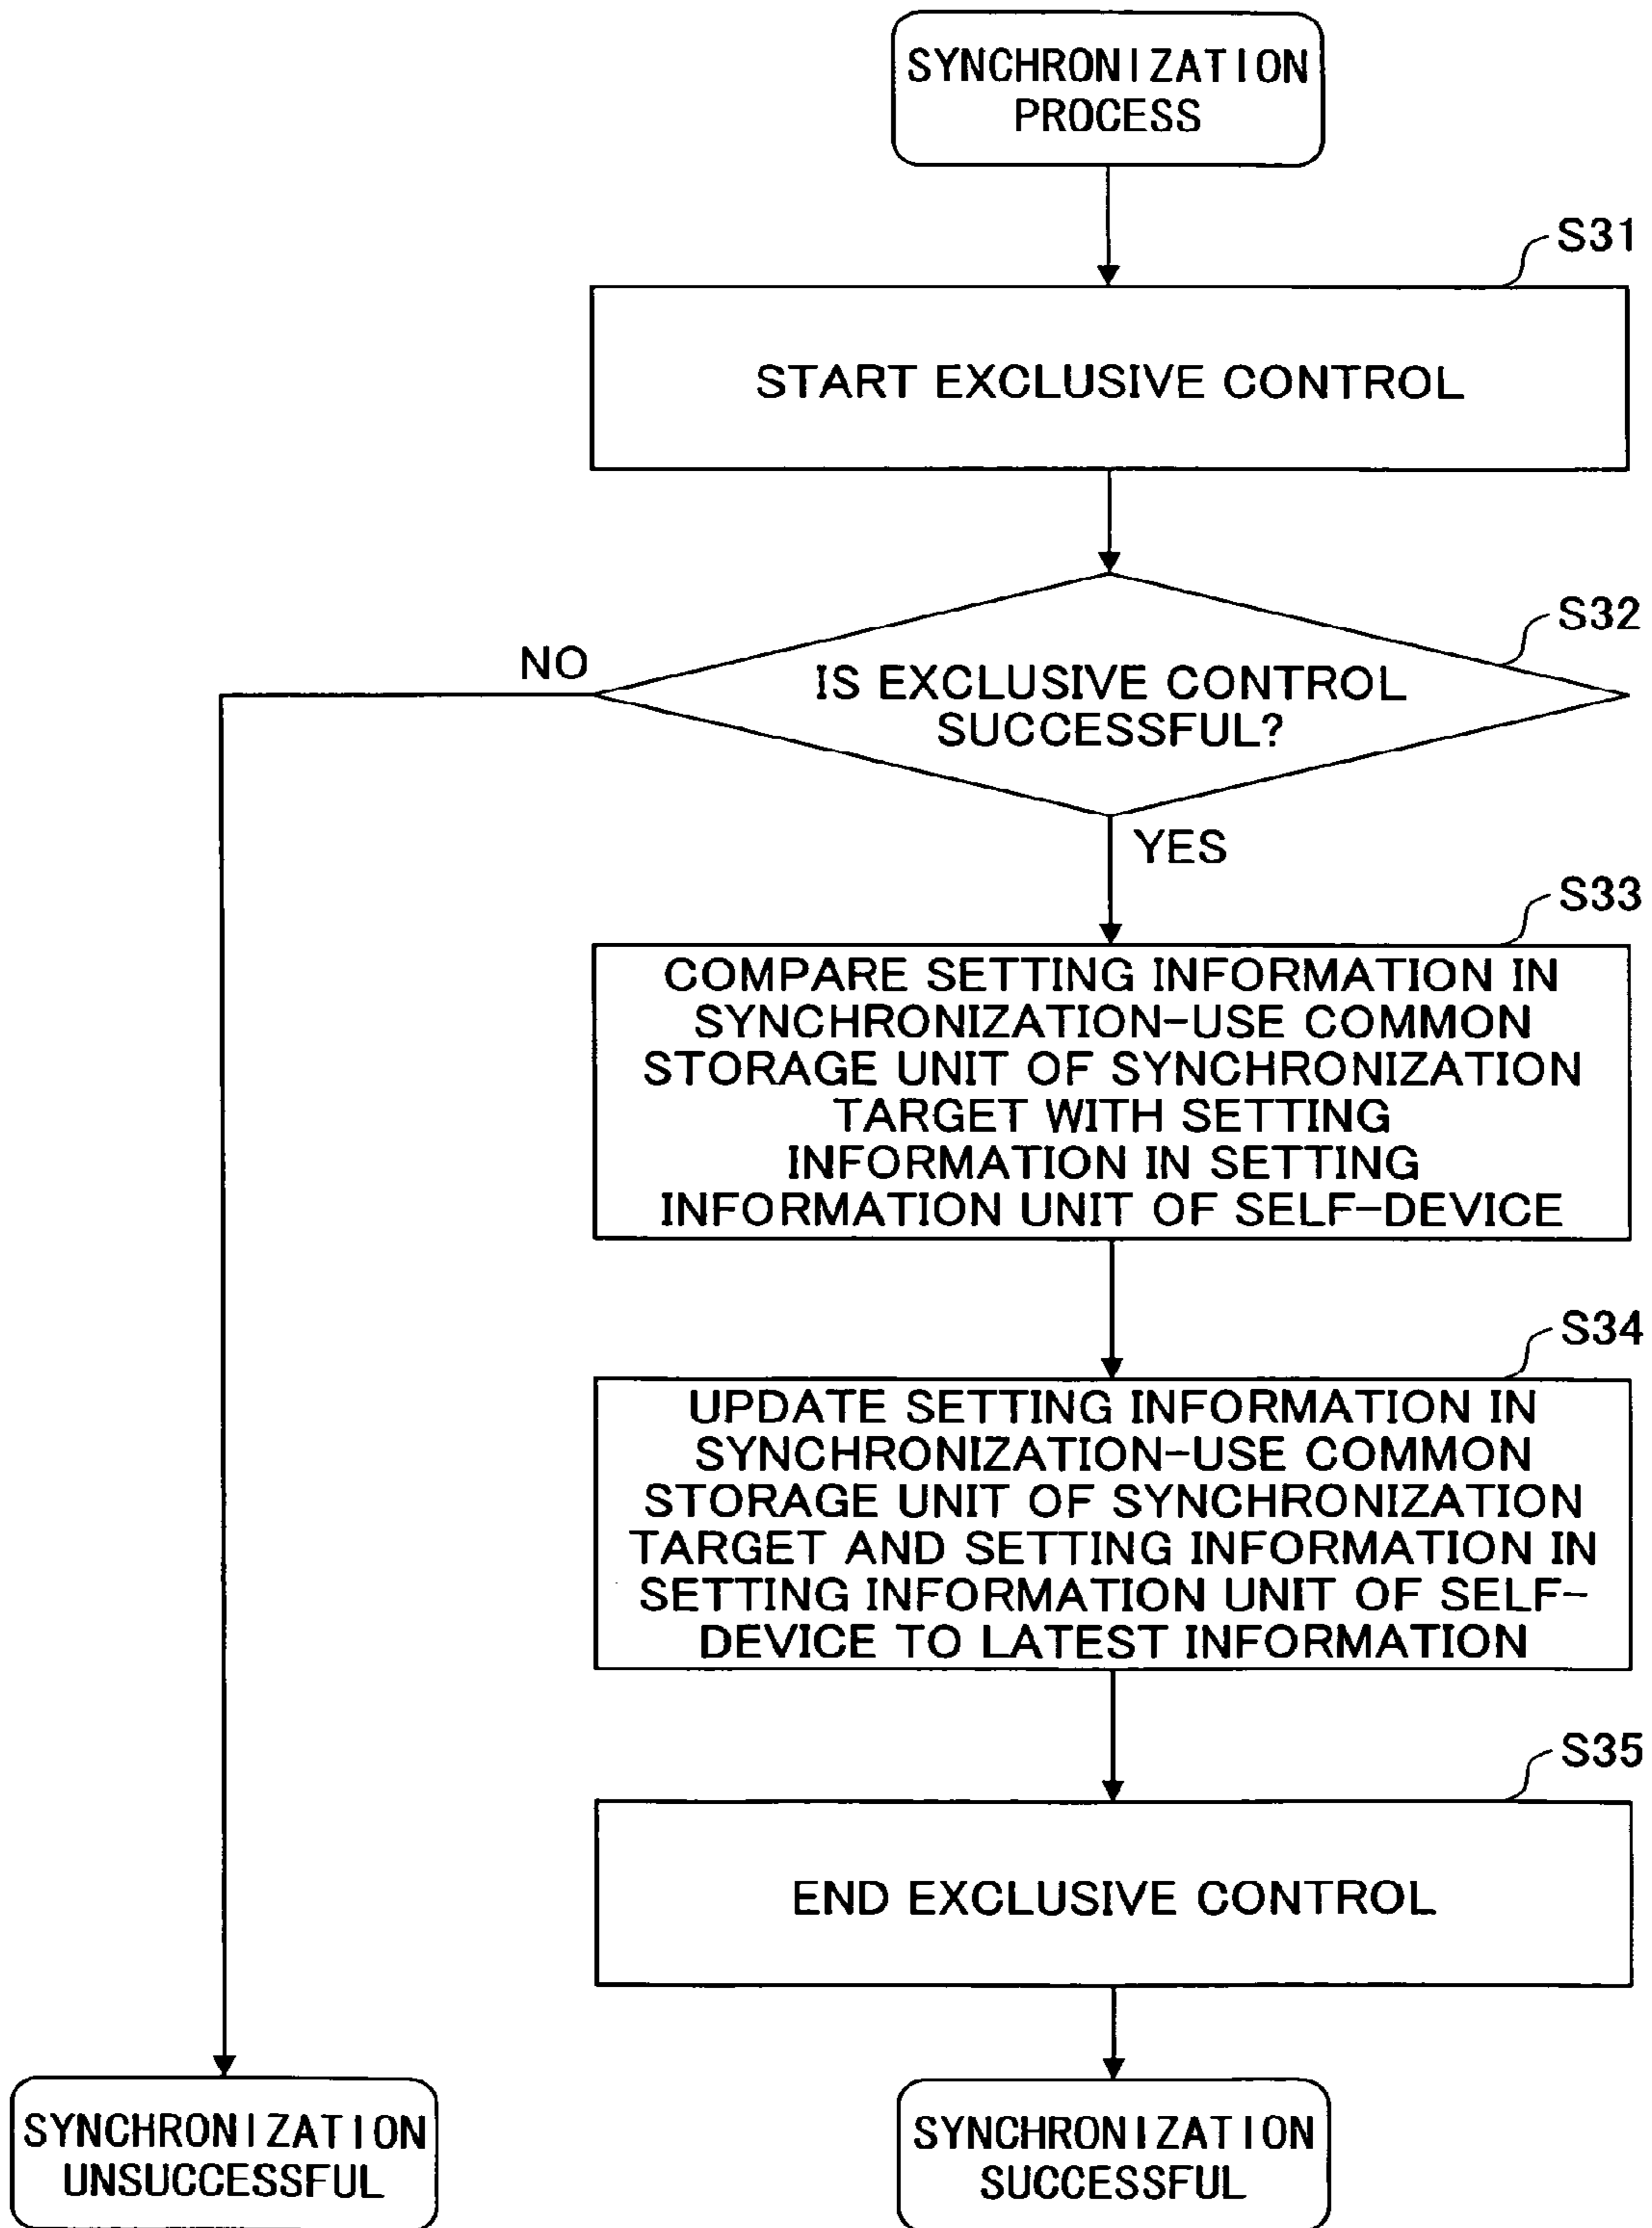 SYNCHRONIZATION
PROCESS
S31
START EXCLUSIVE CONTROL
S32
NO
IS EXCLUSIVE CONTROL
SUCCESSFUL?
YES
S33
COMPARE SETTING INFORMATION IN
SYNCHRONIZATION-USE COMMON
STORAGE UNIT OF SYNCHRONIZATION
TARGET WITH SETTING
INFORMATION IN SETTING
INFORMATION UNIT OF SELF-DEVICE
S34
UPDATE SETTING INFORMATION IN
SYNCHRONIZATION-USE COMMON
STORAGE UNIT OF SYNCHRONIZATION
TARGET AND SETTING INFORMATION IN
SETTING INFORMATION UNIT OF SELF-
DEVICE TO LATEST INFORMATION
S35
END EXCLUSIVE CONTROL
SYNCHRONIZATION
UNSUCCESSFUL
SYNCHRONIZATION
SUCCESSFUL